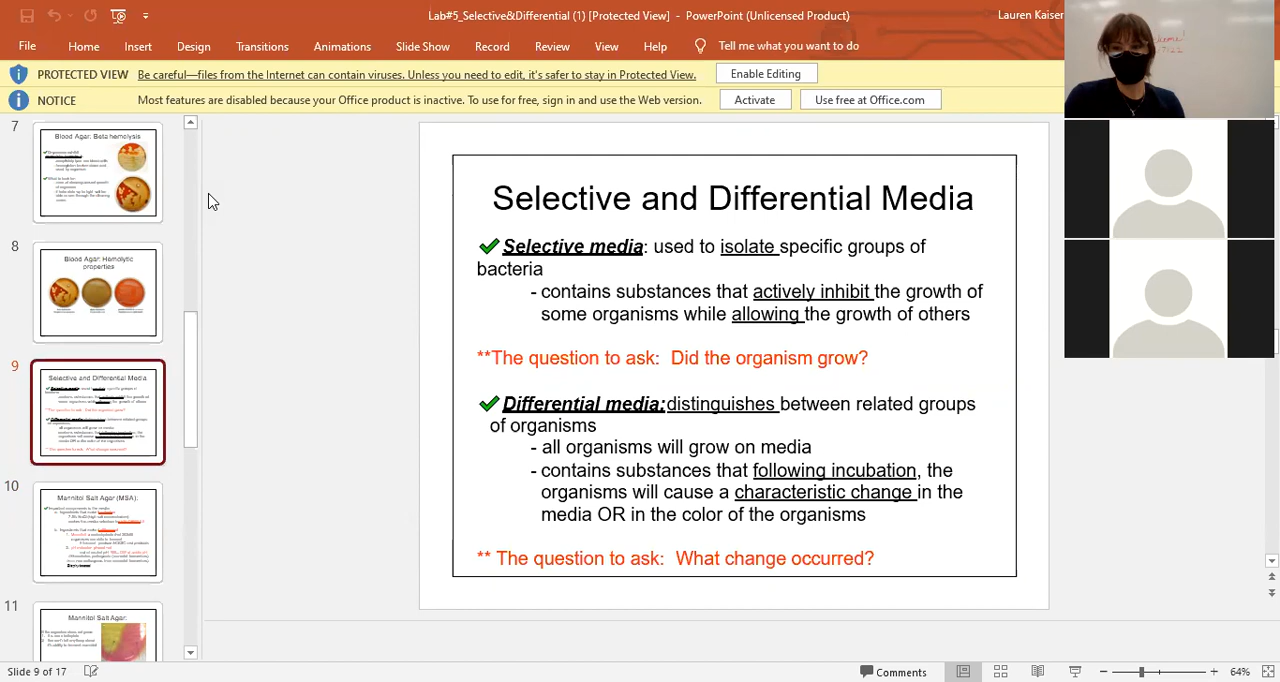 Lab#5_Selective&Differential (1) [Protected View] - PowerPoint (Unlicensed Product)
Lauren Kaiser
File Home Insert Design Transitions Animations Slide Show Record Review View Help Tell me what you want to do
PROTECTED VIEW Be careful—files from the Internet can contain viruses. Unless you need to edit, it's safer to stay in Protected View. Enable Editing
NOTICE Most features are disabled because your Office product is inactive. To use for free, sign in and use the Web version. Activate Use free at Office.com
7
Blood Agar: Beta hemolysis
8
Blood Agar: Hemolytic
properties
9
Selective and Differential Media
10
Mannitol Salt Agar (MSA):
11
Mannitol Salt Agar:
Selective and Differential Media
Selective media: used to isolate specific groups of
bacteria
- contains substances that actively inhibit the growth of
some organisms while allowing the growth of others
**The question to ask: Did the organism grow?
Differential media: distinguishes between related groups
of organisms
- all organisms will grow on media
- contains substances that following incubation, the
organisms will cause a characteristic change in the
media OR in the color of the organisms
** The question to ask: What change occurred?
Slide 9 of 17
Comments
64%